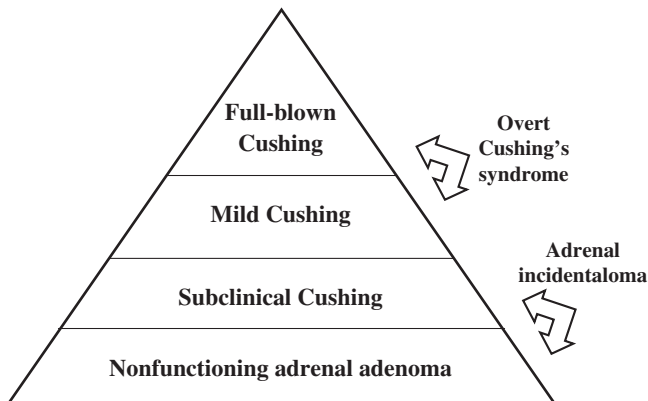 Full-blown
Cushing
Overt
Cushing's
syndrome
Mild Cushing
Adrenal
incidentaloma
Subclinical Cushing
Nonfunctioning adrenal adenoma